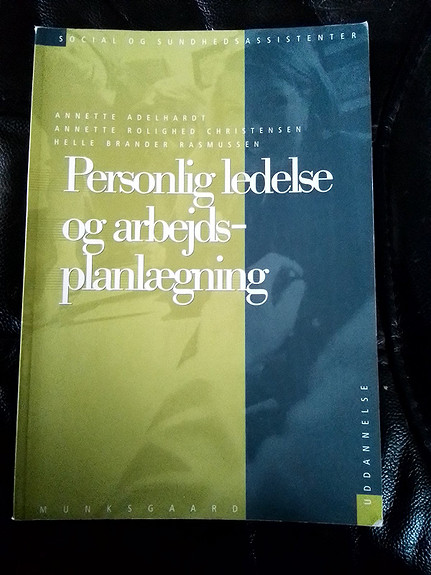 SOCIAL OG SUNDHEDSASSISTENTER
ANNETTE ADELHARDT
ANNETTE ROLIGHED CHRISTENSEN
HELLE BRANDER RASMUSSEN
Personlig ledelse
og arbejds-
planlægning
UDDANNELSE
MUNKSGAARD